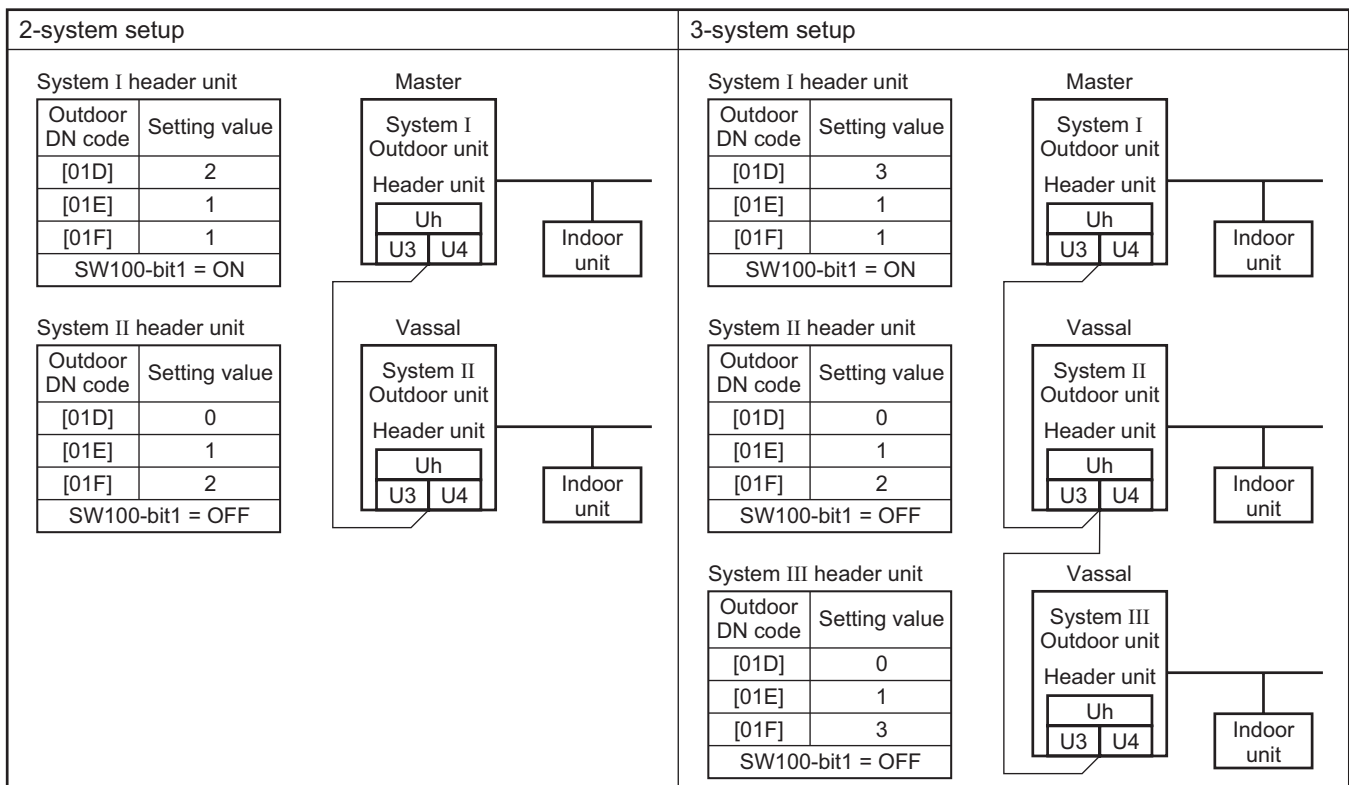 2-system setup
System I header unit
Outdoor DN code Setting value
[01D] 2
[01E] 1
[01F] 1
SW100-bit1 = ON
Master
System I
Outdoor unit
Header unit
Uh
U3 U4
Indoor
unit
System II header unit
Outdoor DN code Setting value
[01D] 0
[01E] 1
[01F] 2
SW100-bit1 = OFF
Vassal
System II
Outdoor unit
Header unit
Uh
U3 U4
Indoor
unit
3-system setup
System I header unit
Outdoor DN code Setting value
[01D] 3
[01E] 1
[01F] 1
SW100-bit1 = ON
Master
System I
Outdoor unit
Header unit
Uh
U3 U4
Indoor
unit
System II header unit
Outdoor DN code Setting value
[01D] 0
[01E] 1
[01F] 2
SW100-bit1 = OFF
Vassal
System II
Outdoor unit
Header unit
Uh
U3 U4
Indoor
unit
System III header unit
Outdoor DN code Setting value
[01D] 0
[01E] 1
[01F] 3
SW100-bit1 = OFF
Vassal
System III
Outdoor unit
Header unit
Uh
U3 U4
Indoor
unit